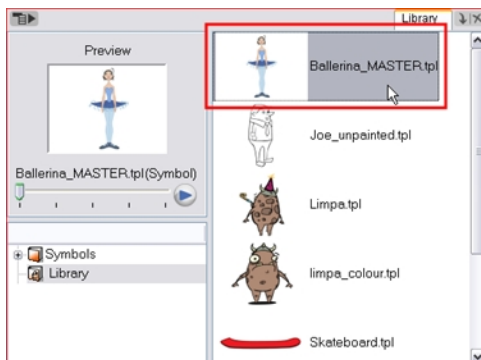 Library
Preview
Ballerina_MASTER.tpl(Symbol)
Symbols
Library
Ballerina_MASTER.tpl
Joe_unpainted.tpl
Limpa.tpl
limpa_colour.tpl
Skateboard.tpl